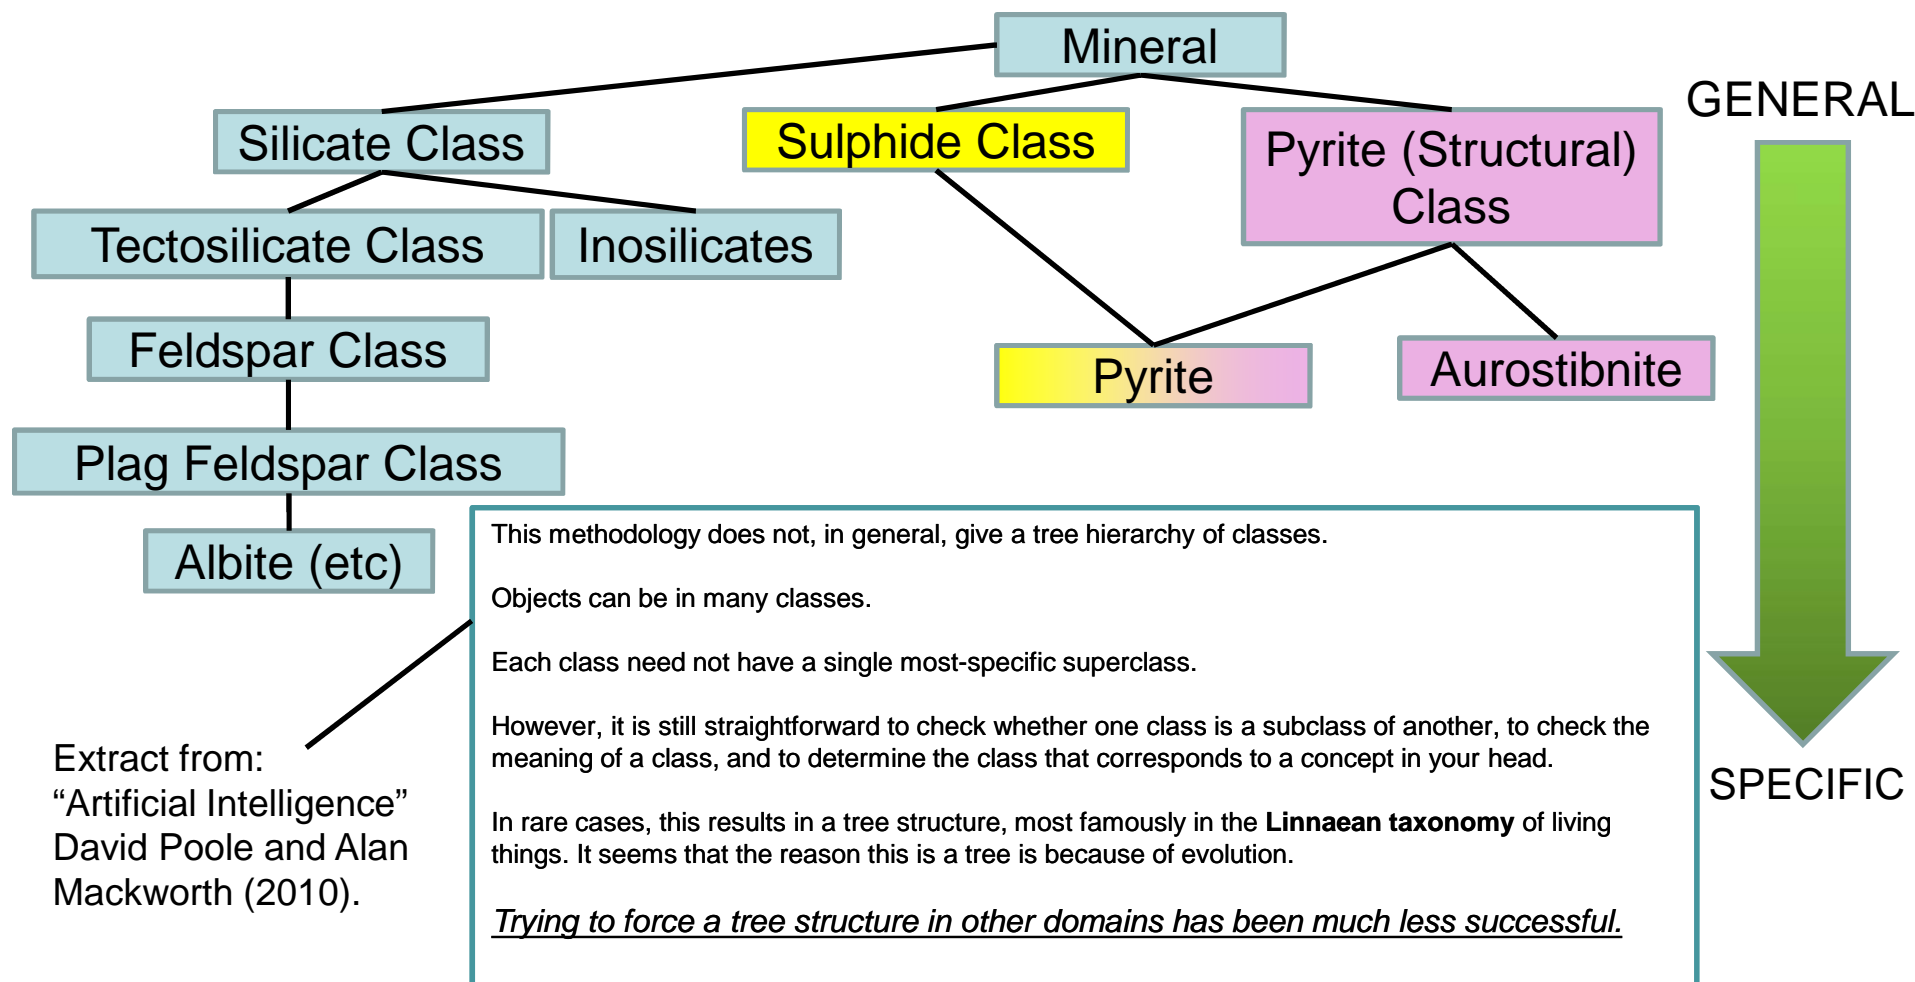 Mineral
GENERAL
Silicate Class
Sulphide Class
Pyrite (Structural)
Class
Tectosilicate Class
Inosilicates
Feldspar Class
Pyrite
Aurostibnite
Plag Feldspar Class
Albite (etc)
This methodology does not, in general, give a tree hierarchy of classes.
Objects can be in many classes.
Each class need not have a single most-specific superclass.
However, it is still straightforward to check whether one class is a subclass of another, to check the
meaning of a class, and to determine the class that corresponds to a concept in your head.
In rare cases, this results in a tree structure, most famously in the Linnaean taxonomy of living
things. It seems that the reason this is a tree is because of evolution.
Trying to force a tree structure in other domains has been much less successful.
Extract from:
“Artificial Intelligence”
David Poole and Alan
Mackworth (2010).
SPECIFIC